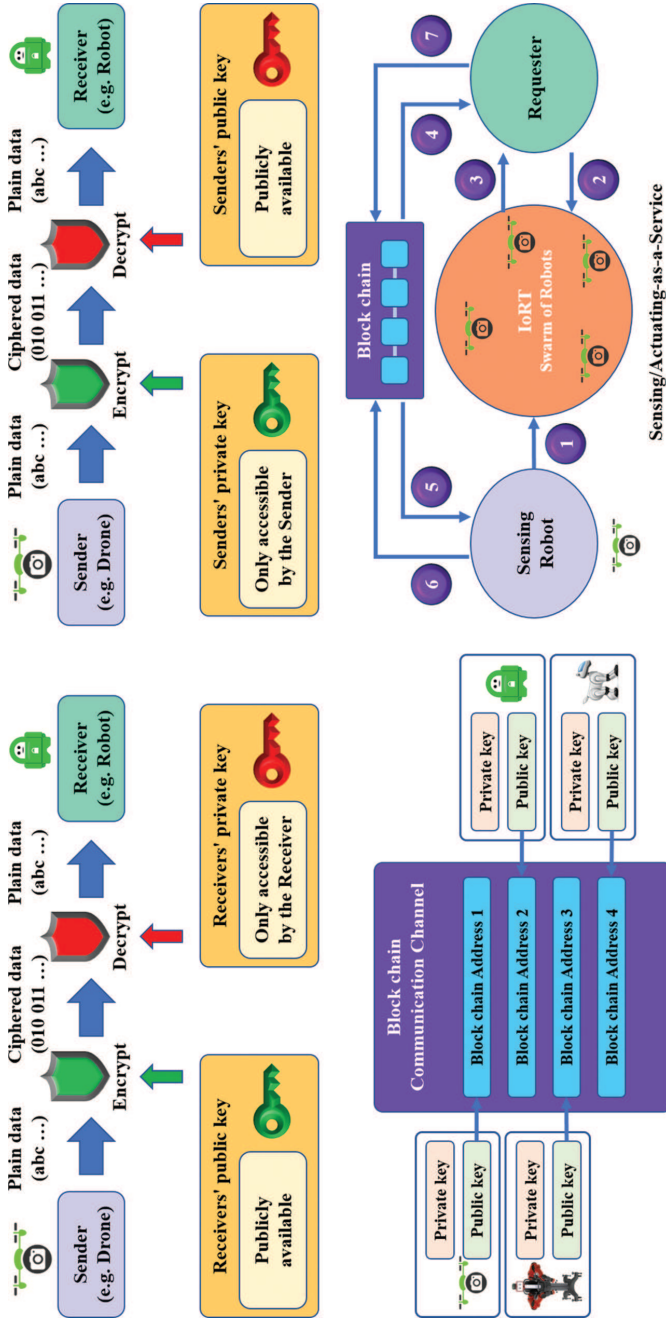 Plain data
(abc ...)
Ciphered data
(010 011 ...)
Plain data
(abc ...)
Sender
(e.g. Drone)
Encrypt
Decrypt
Receiver
(e.g. Robot)
Receivers' public key
Publicly
available
Receivers' private key
Only accessible
by the Receiver
Plain data
(abc ...)
Ciphered data
(010 011 ...)
Plain data
(abc ...)
Sender
(e.g. Drone)
Encrypt
Decrypt
Receiver
(e.g. Robot)
Senders' private key
Only accessible
by the Sender
Senders' public key
Publicly
available
Private key
Public key
Private key
Public key
Block chain
Communication Channel
Block chain Address 1
Block chain Address 2
Block chain Address 3
Block chain Address 4
Private key
Public key
Private key
Public key
Block chain
6
5
4
7
Sensing
Robot
1
IoRT
Swarm of Robots
3
2
Requester
Sensing/Actuating-as-a-Service